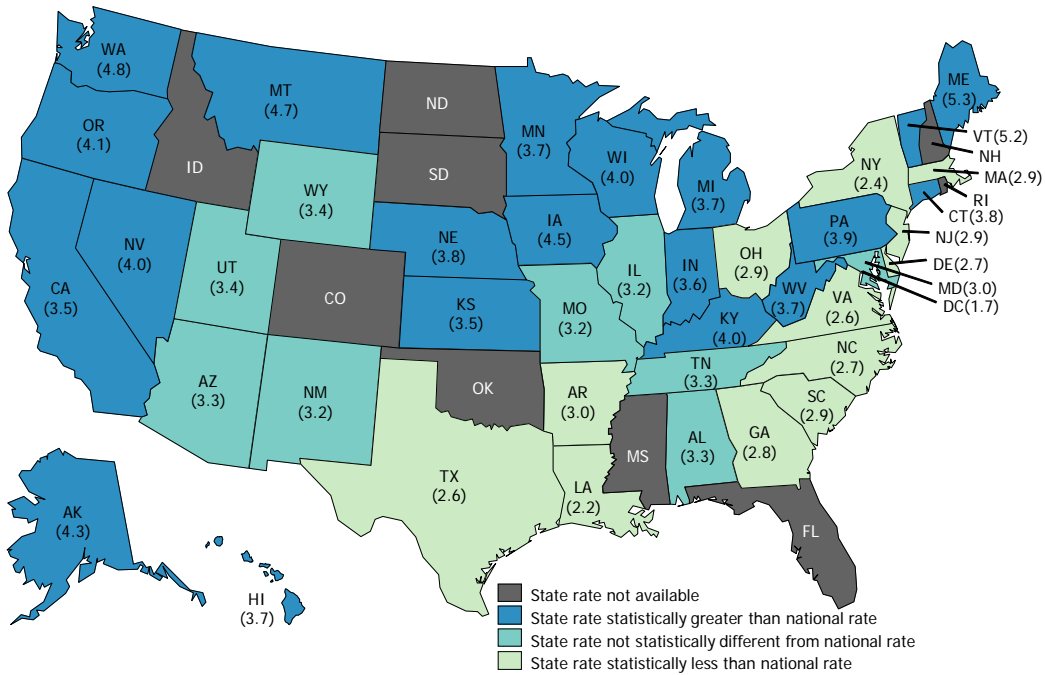 WA
(4.8)
MT
(4.7)
ND
OR
(4.1)
ID
SD
MN
(3.7)
WI
(4.0)
MI
(3.7)
ME
(5.3)
VT(5.2)
NH
NY
(2.4)
MA(2.9)
RI
CT(3.8)
WY
(3.4)
NV
(4.0)
UT
(3.4)
CA
(3.5)
CO
NE
(3.8)
IA
(4.5)
KS
(3.5)
MO
(3.2)
IL
(3.2)
IN
(3.6)
OH
(2.9)
PA
(3.9)
NJ(2.9)
DE(2.7)
MD(3.0)
DC(1.7)
WV
(3.7)
VA
(2.6)
KY
(4.0)
NC
(2.7)
TN
(3.3)
SC
(2.9)
AZ
(3.3)
NM
(3.2)
OK
AR
(3.0)
MS
AL
(3.3)
GA
(2.8)
TX
(2.6)
LA
(2.2)
FL
AK
(4.3)
HI
(3.7)
State rate not available
State rate statistically greater than national rate
State rate not statistically different from national rate
State rate statistically less than national rate